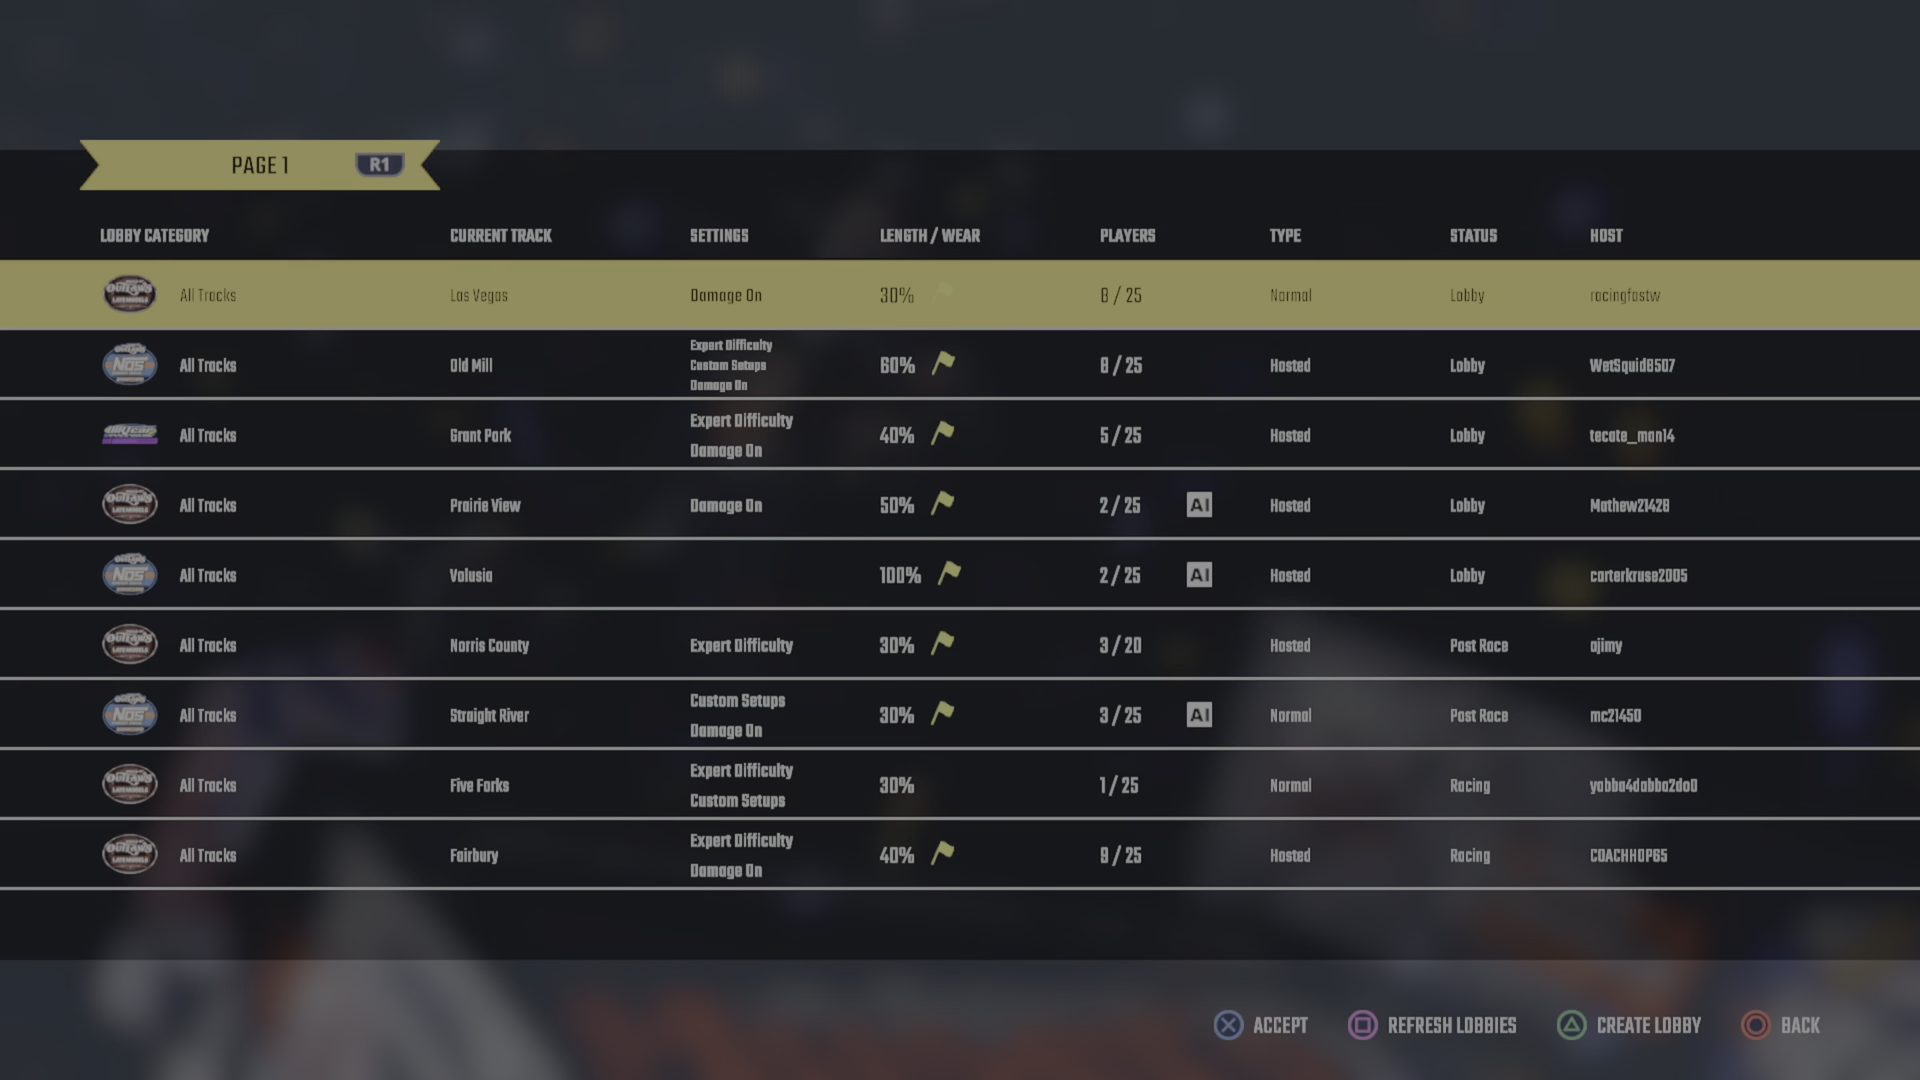 PAGE 1 R1
LOBBY CATEGORY CURRENT TRACK SETTINGS LENGTH / WEAR PLAYERS TYPE STATUS HOST
All Tracks Las Vegas Damage On 30% 8 / 25 Normal Lobby racingfastw
All Tracks Old Mill Expert Difficulty
Custom Setups
Damage On 60% 8 / 25 Hosted Lobby WetSquid8507
All Tracks Grant Park Expert Difficulty
Damage On 40% 5 / 25 Hosted Lobby tecate_man14
OUTLAWS LATE MODELS All Tracks Prairie View Damage On 50% 2 / 25 AI Hosted Lobby Mathew21428
NOS All Tracks Volusia 100% 2 / 25 AI Hosted Lobby carterkruse2005
All Tracks Norris County Expert Difficulty 30% 3 / 20 Hosted Post Race ajimy
All Tracks Straight River Custom Setups
Damage On 30% 3 / 25 AI Normal Post Race mc21450
All Tracks Five Forks Expert Difficulty
Custom Setups 30% 1 / 25 Normal Racing yabba4dabba2do0
All Tracks Fairbury Expert Difficulty
Damage On 40% 9 / 25 Hosted Racing COACHHOP65
ACCEPT REFRESH LOBBIES CREATE LOBBY BACK